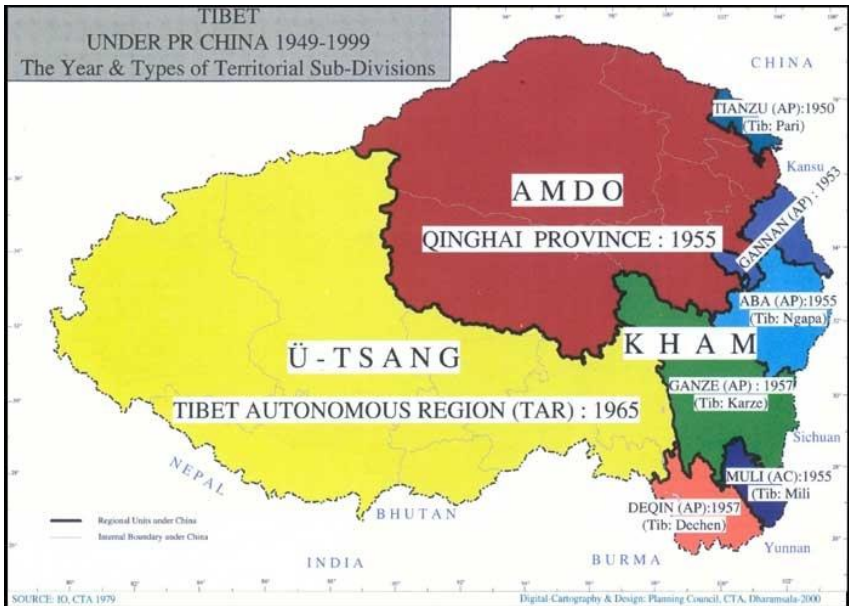 TIBET
UNDER PR CHINA 1949-1999
The Year & Types of Territorial Sub-Divisions
CHINA
TIANZU (AP):1950
(Tib: Pari)
Kansu
AMDO
GANNAN (AP): 1953
QINGHAI PROVINCE : 1955
ABA (AP):1955
(Tib: Ngapa)
KHAM
Ü-TSANG
GANZE (AP) : 1957
(Tib: Karze)
TIBET AUTONOMOUS REGION (TAR) : 1965
Sichuan
NEPAL
MULI (AC):1955
(Tib: Mili
DEQIN (AP):1957
(Tib: Dechen)
BHUTAN
Regional Units under China
Internal Boundary under China
Yunnan
INDIA
BURMA
SOURCE: IO, CTA 1979
Digital-Cartography & Design: Planning Council, CTA, Dharamsala-2000